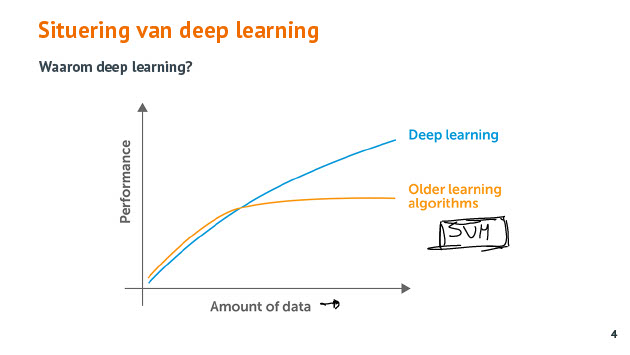 Situering van deep learning
Waarom deep learning?
Performance
Deep learning
Older learning
algorithms
SVM
Amount of data
4